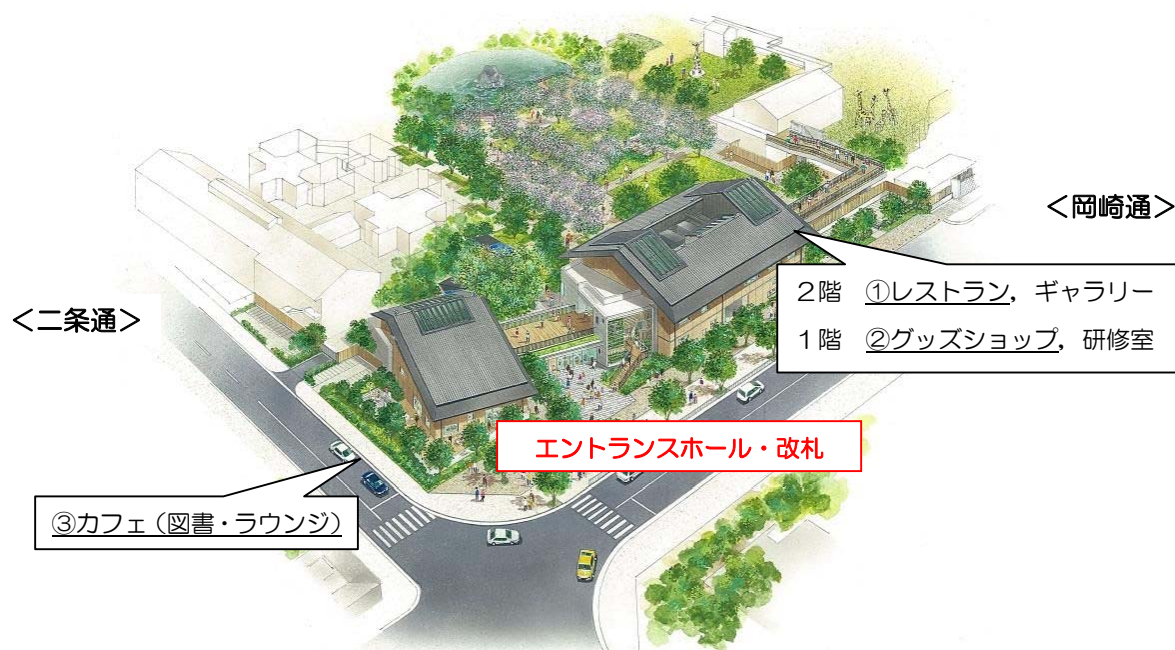 ＜岡崎通＞
２階　①レストラン，ギャラリー
１階　②グッズショップ，研修室
＜二条通＞
エントランスホール・改札
③カフェ（図書・ラウンジ）